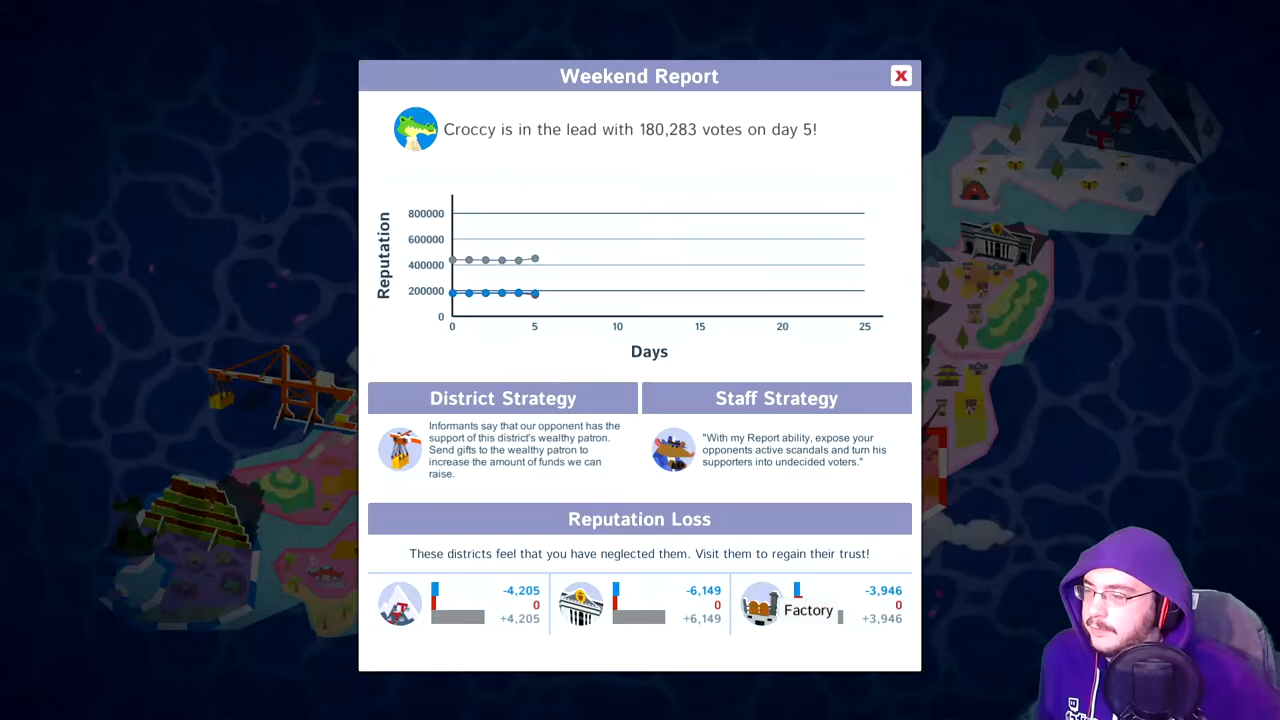 Weekend Report
X
Croccy is in the lead with 180,283 votes on day 5!
Reputation
800000
600000
400000
200000
0
0 5 10 15 20 25
Days
District Strategy
Informants say that our opponent has the
support of this district's wealthy patron.
Send gifts to the wealthy patron to
increase the amount of funds we can
raise.
Staff Strategy
"With my Report ability, expose your
opponents active scandals and turn his
supporters into undecided voters."
Reputation Loss
These districts feel that you have neglected them. Visit them to regain their trust!
-4,205
0
+4,205
-6,149
0
+6,149
Factory
-3,946
0
+3,946